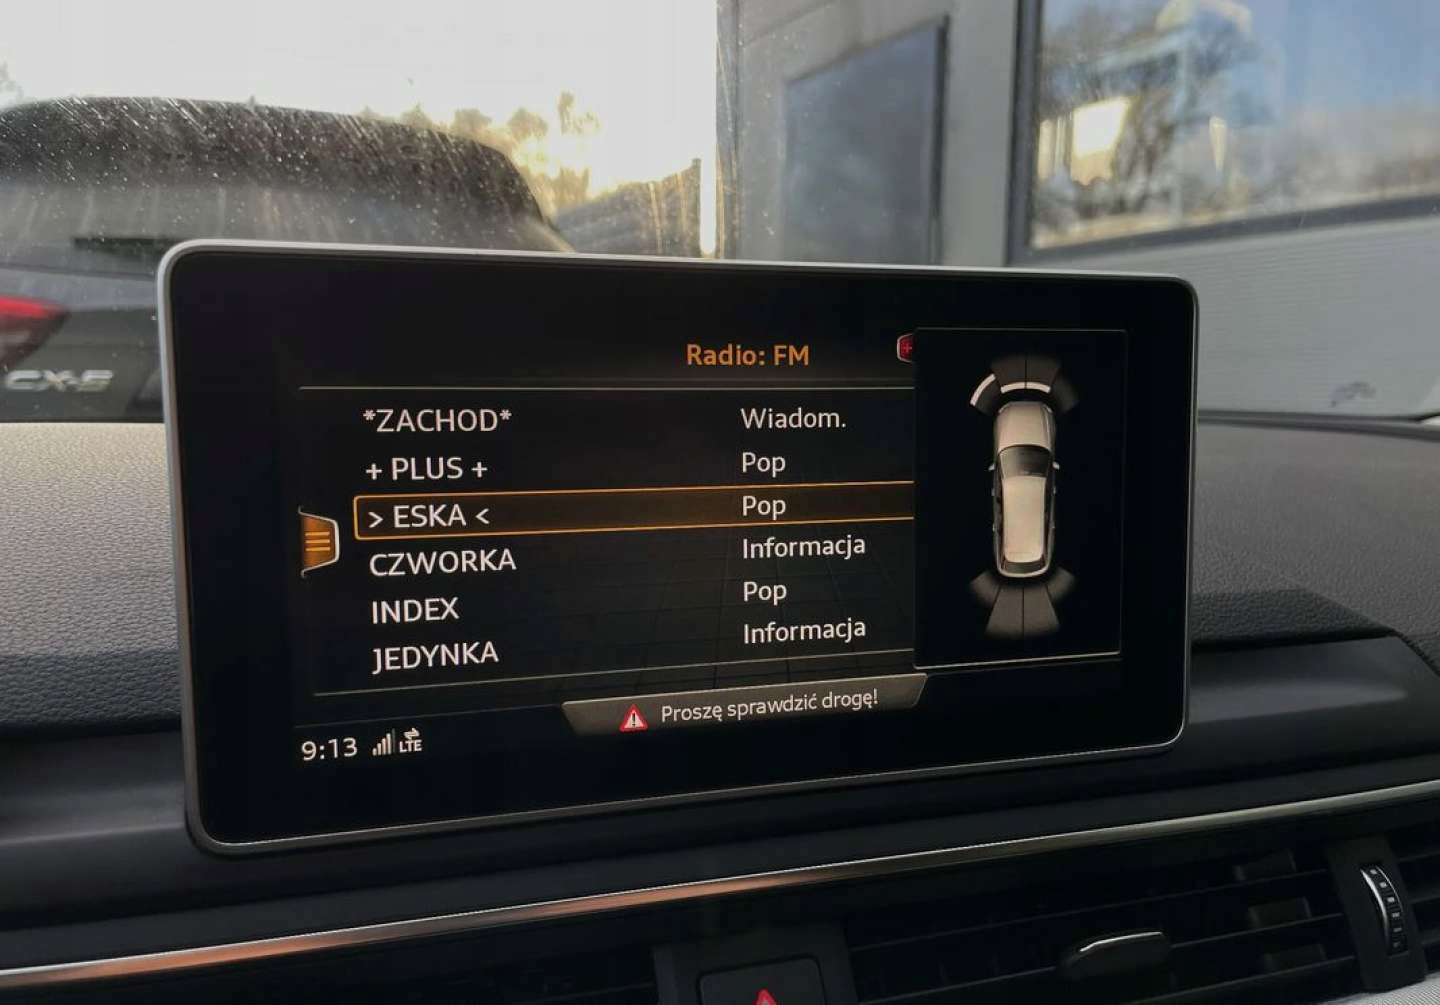 CX-5
Radio: FM
*ZACHOD* Wiadom.
+ PLUS + Pop
> ESKA < Pop
CZWORKA Informacja
INDEX Pop
JEDYNKA Informacja
Proszę sprawdzić drogę!
9:13 LTE